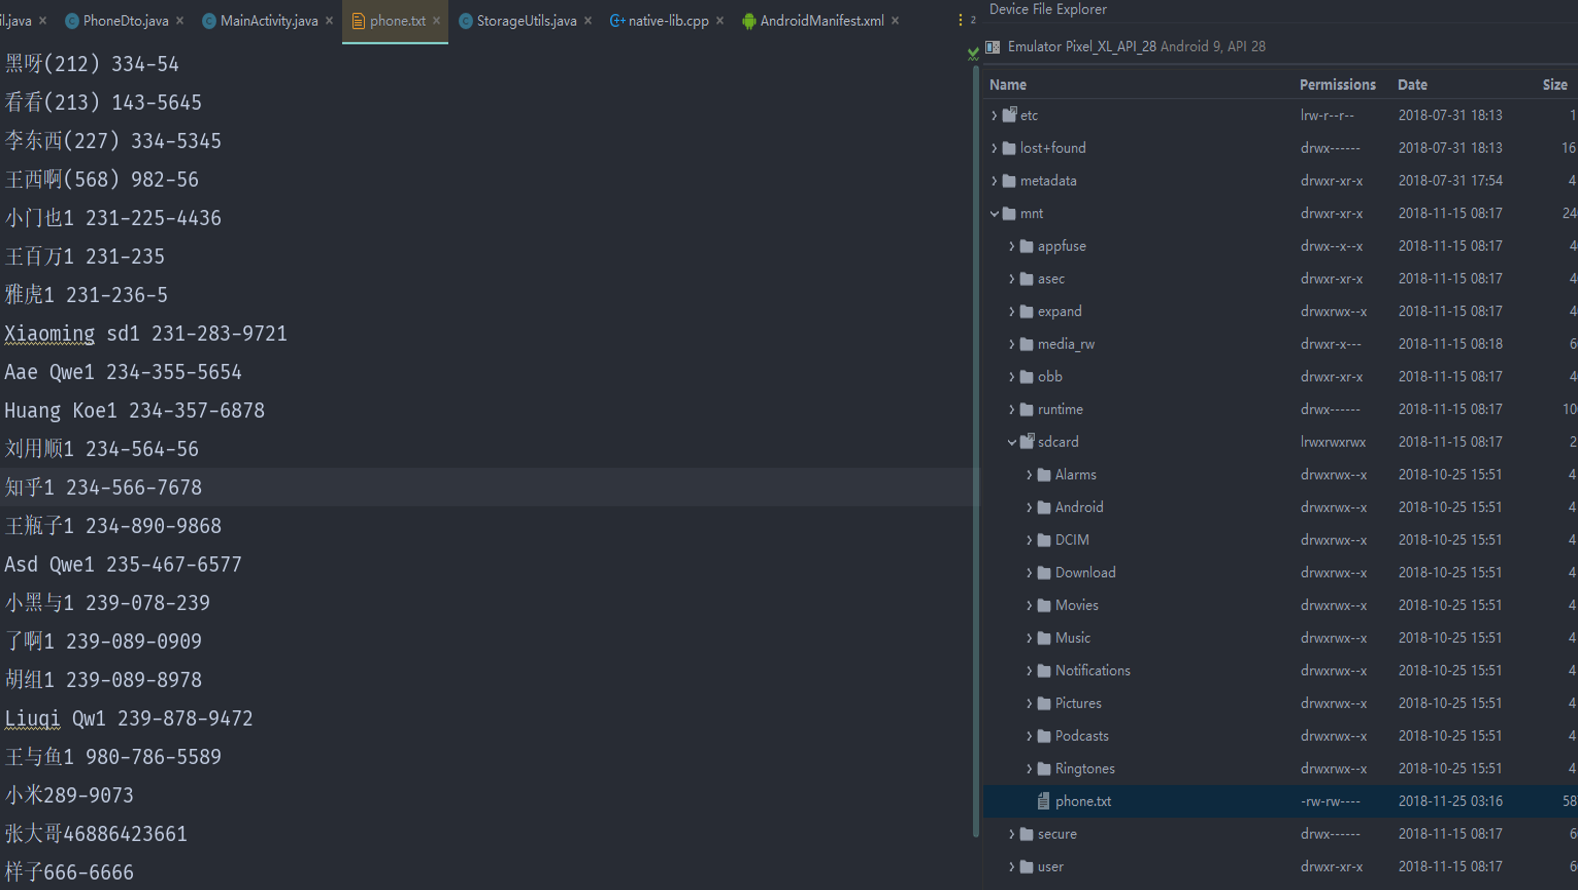 il.java
PhoneDto.java
MainActivity.java
phone.txt
StorageUtils.java
native-lib.cpp
AndroidManifest.xml
2
黑呀(212) 334-54
看看(213) 143-5645
李东西(227) 334-5345
王西啊(568) 982-56
小门也1 231-225-4436
王百万1 231-235
雅虎1 231-236-5
Xiaoming sd1 231-283-9721
Aae Qwe1 234-355-5654
Huang Koe1 234-357-6878
刘用顺1 234-564-56
知乎1 234-566-7678
王瓶子1 234-890-9868
Asd Qwe1 235-467-6577
小黑与1 239-078-239
了啊1 239-089-0909
胡组1 239-089-8978
Liuqi Qw1 239-878-9472
王与鱼1 980-786-5589
小米289-9073
张大哥46886423661
样子666-6666
Device File Explorer
Emulator Pixel_XL_API_28 Android 9, API 28
Name Permissions Date Size
etc lrw-r--r-- 2018-07-31 18:13 1
lost+found drwx------ 2018-07-31 18:13 16
metadata drwxr-xr-x 2018-07-31 17:54 4
mnt drwxr-xr-x 2018-11-15 08:17 24
appfuse drwx--x--x 2018-11-15 08:17 4
asec drwxr-xr-x 2018-11-15 08:17 4
expand drwxrwx--x 2018-11-15 08:17 4
media_rw drwxr-x--- 2018-11-15 08:18 6
obb drwxr-xr-x 2018-11-15 08:17 4
runtime drwx------ 2018-11-15 08:17 10
sdcard lrwxrwxrwx 2018-11-15 08:17 2
Alarms drwxrwx--x 2018-10-25 15:51 4
Android drwxrwx--x 2018-10-25 15:51 4
DCIM drwxrwx--x 2018-10-25 15:51 4
Download drwxrwx--x 2018-10-25 15:51 4
Movies drwxrwx--x 2018-10-25 15:51 4
Music drwxrwx--x 2018-10-25 15:51 4
Notifications drwxrwx--x 2018-10-25 15:51 4
Pictures drwxrwx--x 2018-10-25 15:51 4
Podcasts drwxrwx--x 2018-10-25 15:51 4
Ringtones drwxrwx--x 2018-10-25 15:51 4
phone.txt -rw-rw---- 2018-11-25 03:16 58
secure drwx------ 2018-11-15 08:17 6
user drwxr-xr-x 2018-11-15 08:17 6